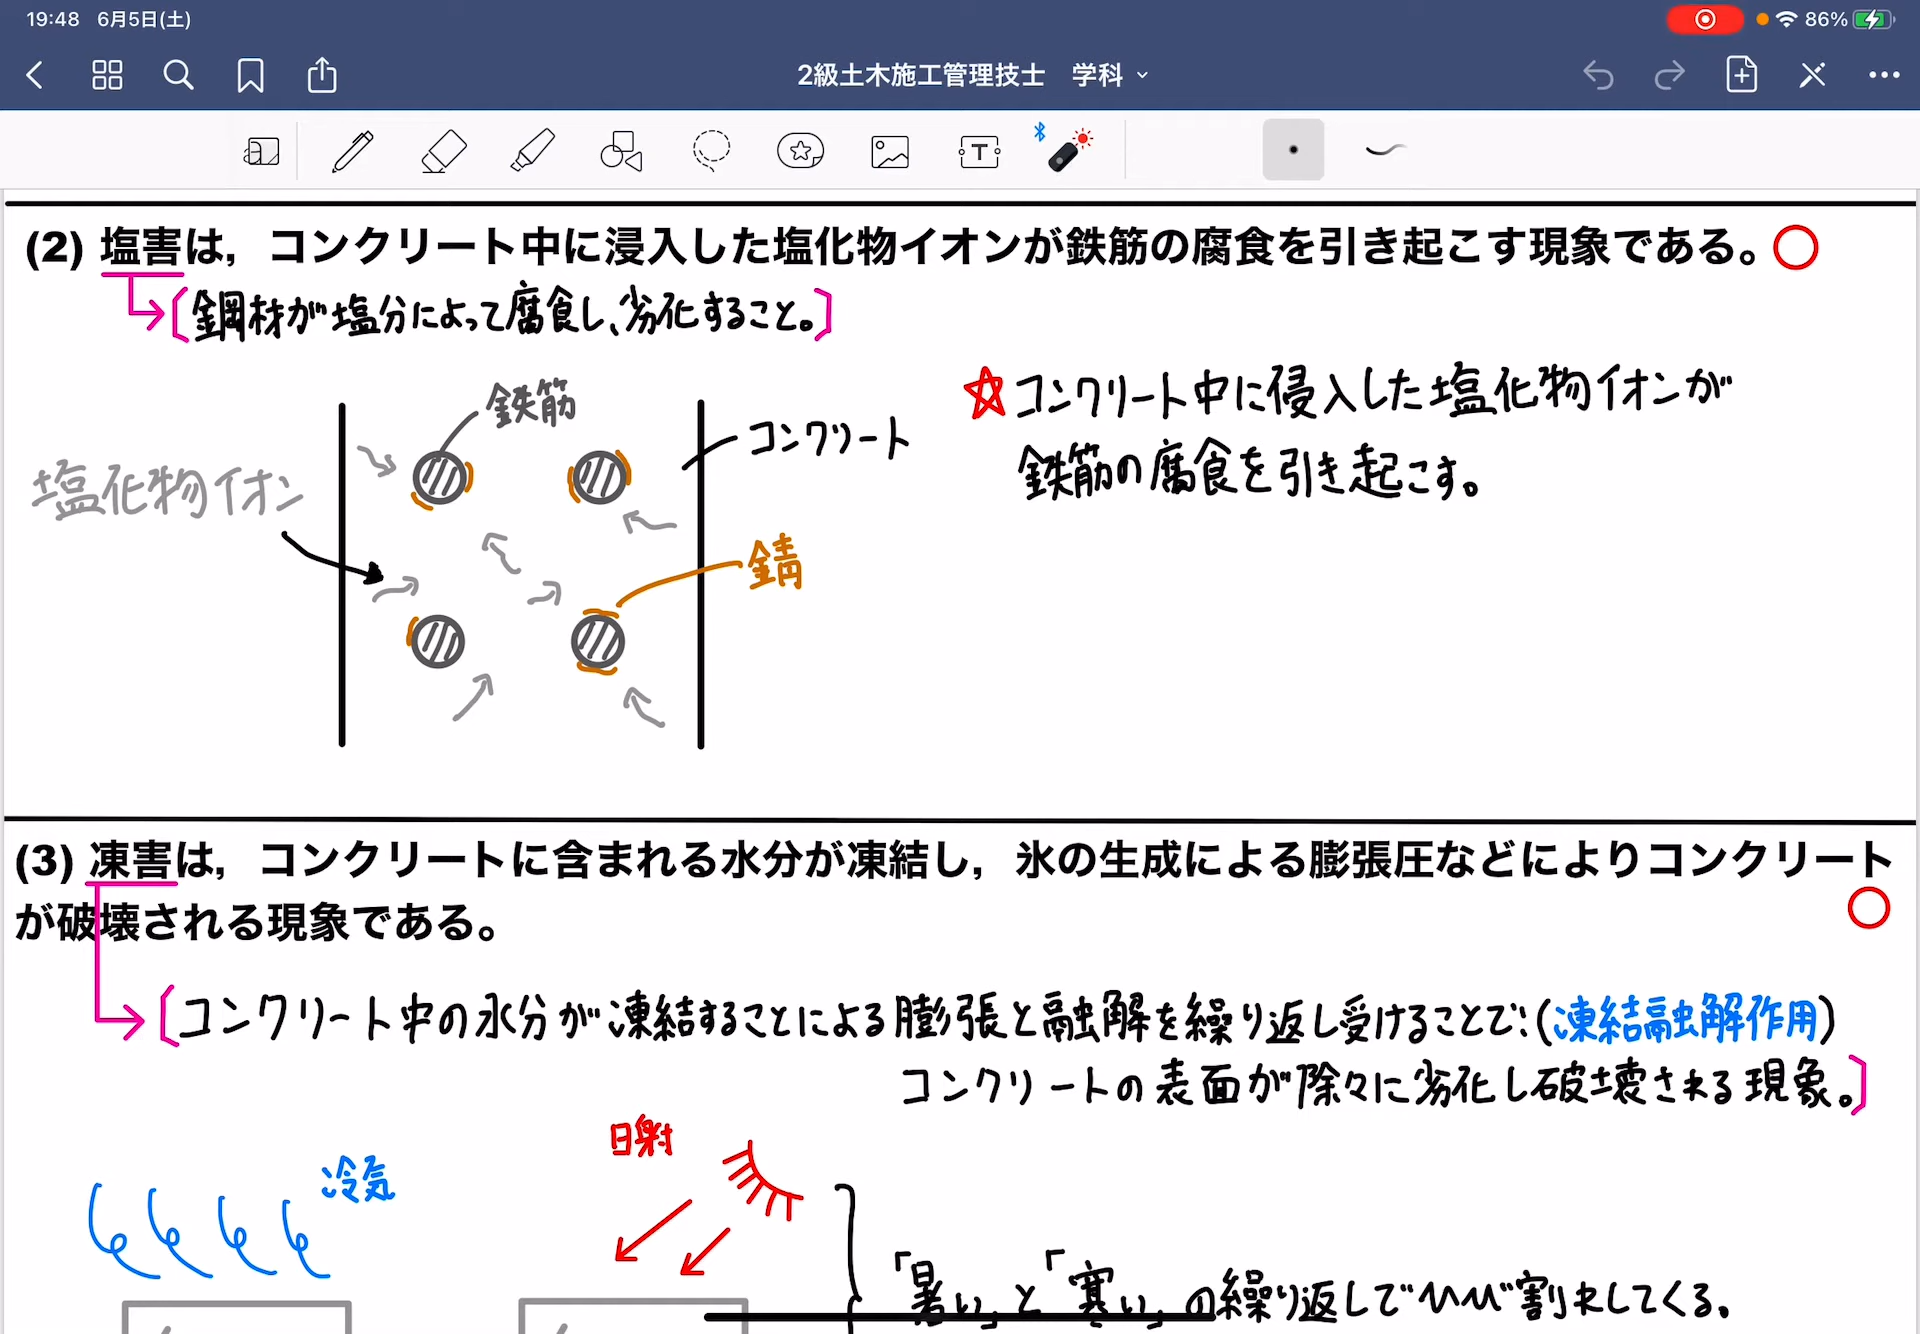 19:48 6月5日(土)
86%
2級土木施工管理技士 学科
(2) 塩害は，コンクリート中に浸入した塩化物イオンが鉄筋の腐食を引き起こす現象である。
〔鋼材が塩分によって腐食し、劣化すること。〕
鉄筋
コンクリート
塩化物イオン
錆
☆コンクリート中に侵入した塩化物イオンが
鉄筋の腐食を引き起こす。
(3) 凍害は，コンクリートに含まれる水分が凍結し，氷の生成による膨張圧などによりコンクリート
が破壊される現象である。
〔コンクリート中の水分が凍結することによる膨張と融解を繰り返し受けることで:(凍結融解作用)
コンクリートの表面が除々に劣化し破壊される現象。〕
冷気
日射
「暑い」と「寒い」の繰り返しでひび割れしてくる。